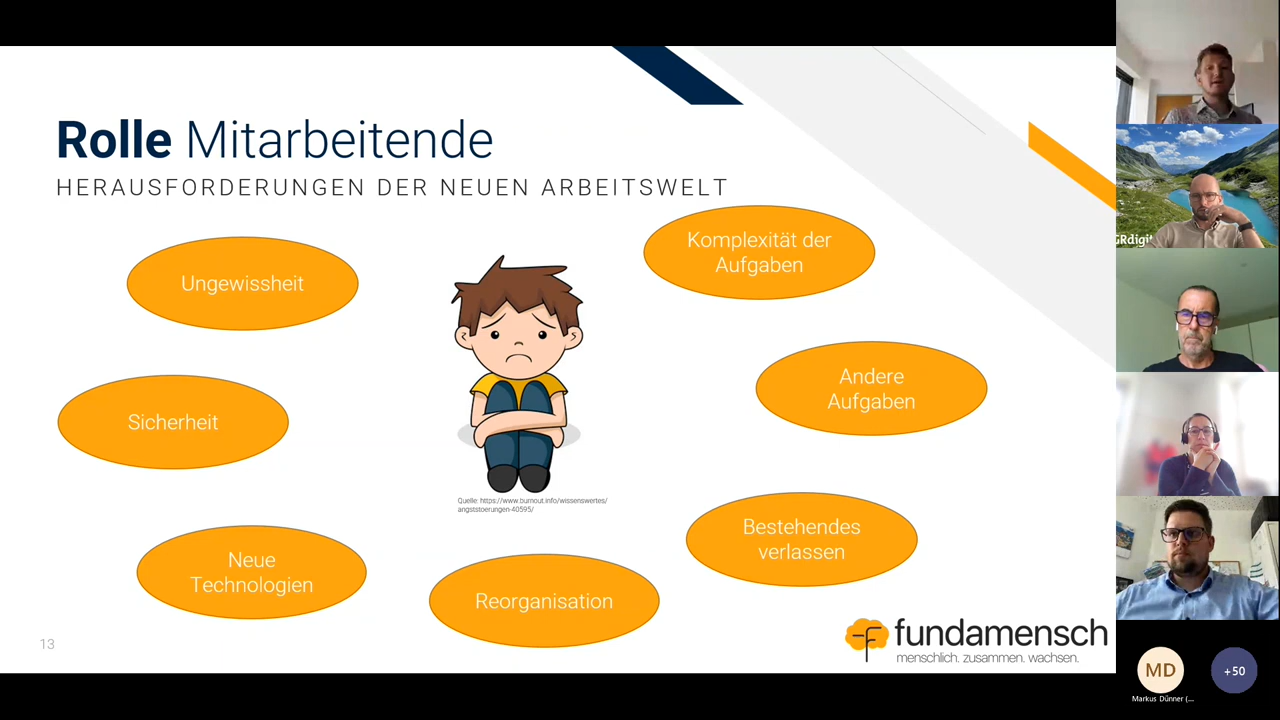 Rolle Mitarbeitende
HERAUSFORDERUNGEN DER NEUEN ARBEITSWELT
Komplexität der
Aufgaben
Ungewissheit
Andere
Aufgaben
Sicherheit
Quelle: https://www.burnout.info/wissenswertes/
angststoerungen-40595/
Bestehendes
verlassen
Neue
Technologien
Reorganisation
13
fundamensch
menschlich. zusammen. wachsen.
GRdigit
MD
+50
Markus Dünner (...